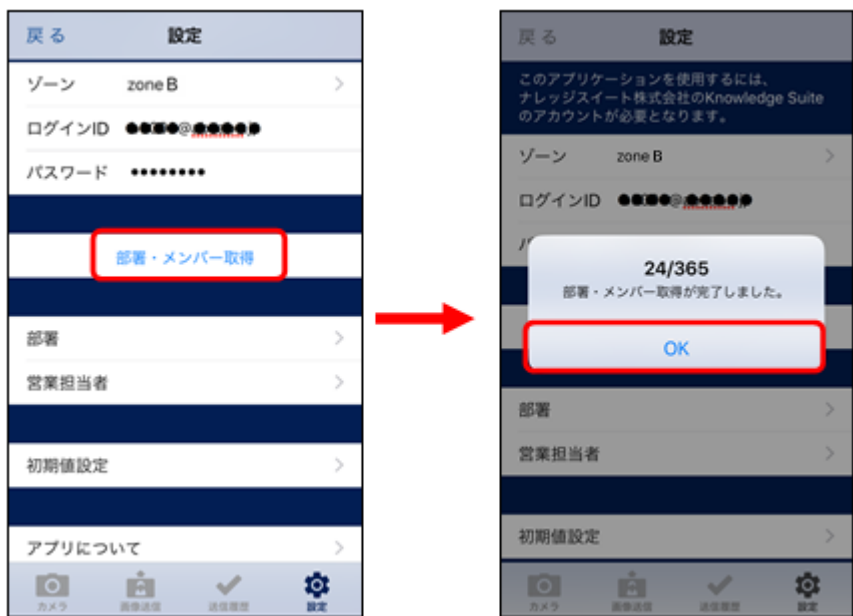 戻る 設定
ゾーン zone B
ログインID
パスワード ••••••••
部署・メンバー取得
部署
営業担当者
初期値設定
アプリについて
カメラ 画像送信 送信履歴 設定
戻る 設定
このアプリケーションを使用するには、
ナレッジスイート株式会社のKnowledge Suite
のアカウントが必要となります。
ゾーン zone B
ログインID
24/365
部署・メンバー取得が完了しました。
OK
部署
営業担当者
初期値設定
カメラ 画像送信 送信履歴 設定